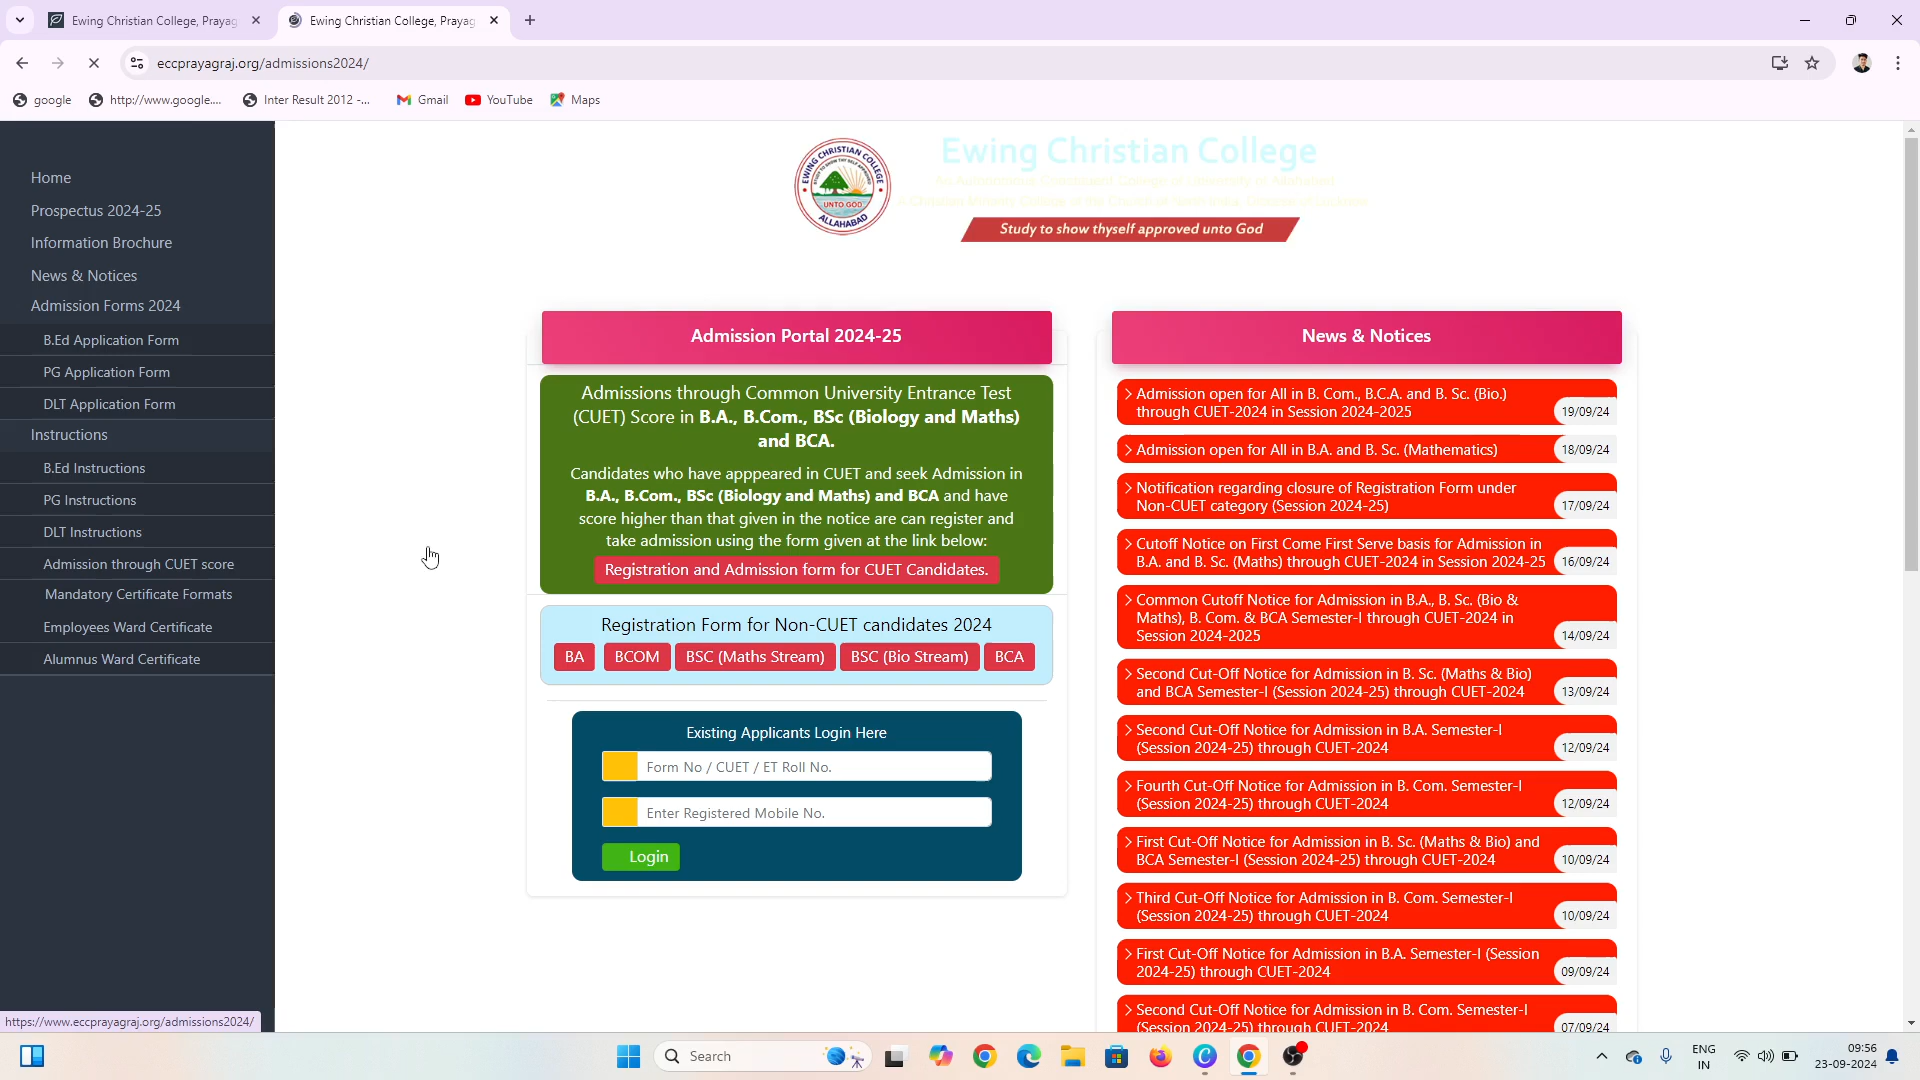 Ewing Christian College, Prayag
Ewing Christian College, Prayag
eccprayagraj.org/admissions2024/
google
http://www.google....
Inter Result 2012 -...
Gmail
YouTube
Maps
Home
Prospectus 2024-25
Information Brochure
News & Notices
Admission Forms 2024
B.Ed Application Form
PG Application Form
DLT Application Form
Instructions
B.Ed Instructions
PG Instructions
DLT Instructions
Admission through CUET score
Mandatory Certificate Formats
Employees Ward Certificate
Alumnus Ward Certificate
https://www.eccprayagraj.org/admissions2024/
EWING CHRISTIAN COLLEGE
UNTO GOD
ALLAHABAD
Ewing Christian College
An Autonomous Constituent College of University of Allahabad
Study to show thyself approved unto God
Admission Portal 2024-25
Admissions through Common University Entrance Test
(CUET) Score in B.A., B.Com., BSc (Biology and Maths)
and BCA.
Candidates who have apppeared in CUET and seek Admission in
B.A., B.Com., BSc (Biology and Maths) and BCA and have
score higher than that given in the notice are can register and
take admission using the form given at the link below:
Registration and Admission form for CUET Candidates.
Registration Form for Non-CUET candidates 2024
BA BCOM BSC (Maths Stream) BSC (Bio Stream) BCA
Existing Applicants Login Here
Form No / CUET / ET Roll No.
Enter Registered Mobile No.
Login
News & Notices
Admission open for All in B. Com., B.C.A. and B. Sc. (Bio.)
through CUET-2024 in Session 2024-2025
19/09/24
Admission open for All in B.A. and B. Sc. (Mathematics)
18/09/24
Notification regarding closure of Registration Form under
Non-CUET category (Session 2024-25)
17/09/24
Cutoff Notice on First Come First Serve basis for Admission in
B.A. and B. Sc. (Maths) through CUET-2024 in Session 2024-25
16/09/24
Common Cutoff Notice for Admission in B.A., B. Sc. (Bio &
Maths), B. Com. & BCA Semester-I through CUET-2024 in
Session 2024-2025
14/09/24
Second Cut-Off Notice for Admission in B. Sc. (Maths & Bio)
and BCA Semester-I (Session 2024-25) through CUET-2024
13/09/24
Second Cut-Off Notice for Admission in B.A. Semester-I
(Session 2024-25) through CUET-2024
12/09/24
Fourth Cut-Off Notice for Admission in B. Com. Semester-I
(Session 2024-25) through CUET-2024
12/09/24
First Cut-Off Notice for Admission in B. Sc. (Maths & Bio) and
BCA Semester-I (Session 2024-25) through CUET-2024
10/09/24
Third Cut-Off Notice for Admission in B. Com. Semester-I
(Session 2024-25) through CUET-2024
10/09/24
First Cut-Off Notice for Admission in B.A. Semester-I (Session
2024-25) through CUET-2024
09/09/24
Second Cut-Off Notice for Admission in B. Com. Semester-I
(Session 2024-25) through CUET-2024
07/09/24
Search
ENG
IN
09:56
23-09-2024